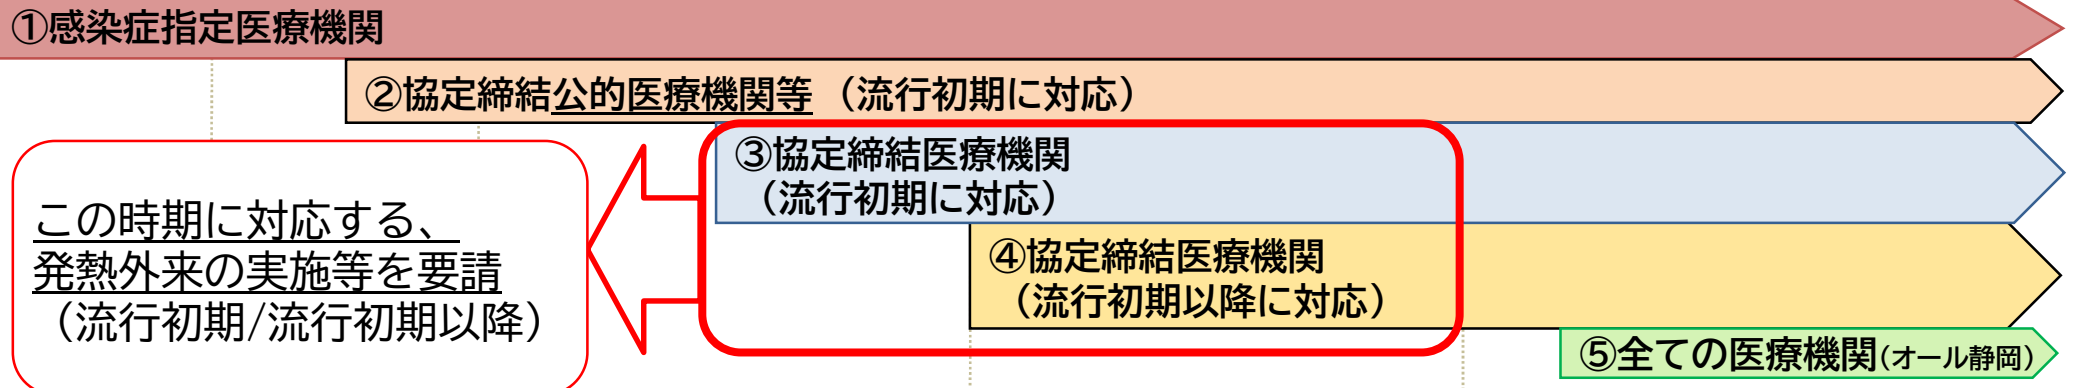 ①感染症指定医療機関
②協定締結公的医療機関等（流行初期に対応）
③協定締結医療機関
（流行初期に対応）
この時期に対応する、
発熱外来の実施等を要請
（流行初期/流行初期以降）
④協定締結医療機関
（流行初期以降に対応）
⑤全ての医療機関(オール静岡)